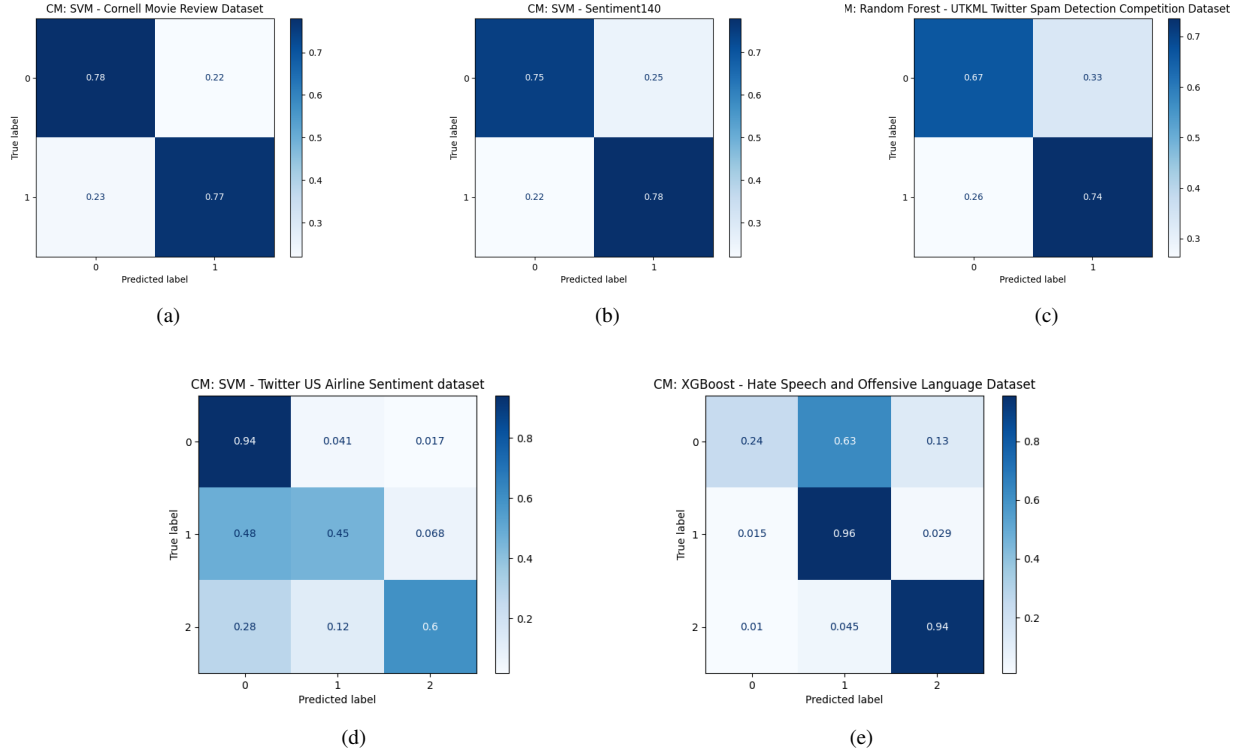 CM: SVM - Cornell Movie Review Dataset
0.78 0.22
0.23 0.77
0
1
0 1
True label
Predicted label
0.7
0.6
0.5
0.4
0.3
(a)
CM: SVM - Sentiment140
0.75 0.25
0.22 0.78
0
1
0 1
True label
Predicted label
0.7
0.6
0.5
0.4
0.3
(b)
M: Random Forest - UTKML Twitter Spam Detection Competition Dataset
0.67 0.33
0.26 0.74
0
1
0 1
True label
Predicted label
0.7
0.6
0.5
0.4
0.3
(c)
CM: SVM - Twitter US Airline Sentiment dataset
0.94 0.041 0.017
0.48 0.45 0.068
0.28 0.12 0.6
0
1
2
0 1 2
True label
Predicted label
0.8
0.6
0.4
0.2
(d)
CM: XGBoost - Hate Speech and Offensive Language Dataset
0.24 0.63 0.13
0.015 0.96 0.029
0.01 0.045 0.94
0
1
2
0 1 2
True label
Predicted label
0.8
0.6
0.4
0.2
(e)